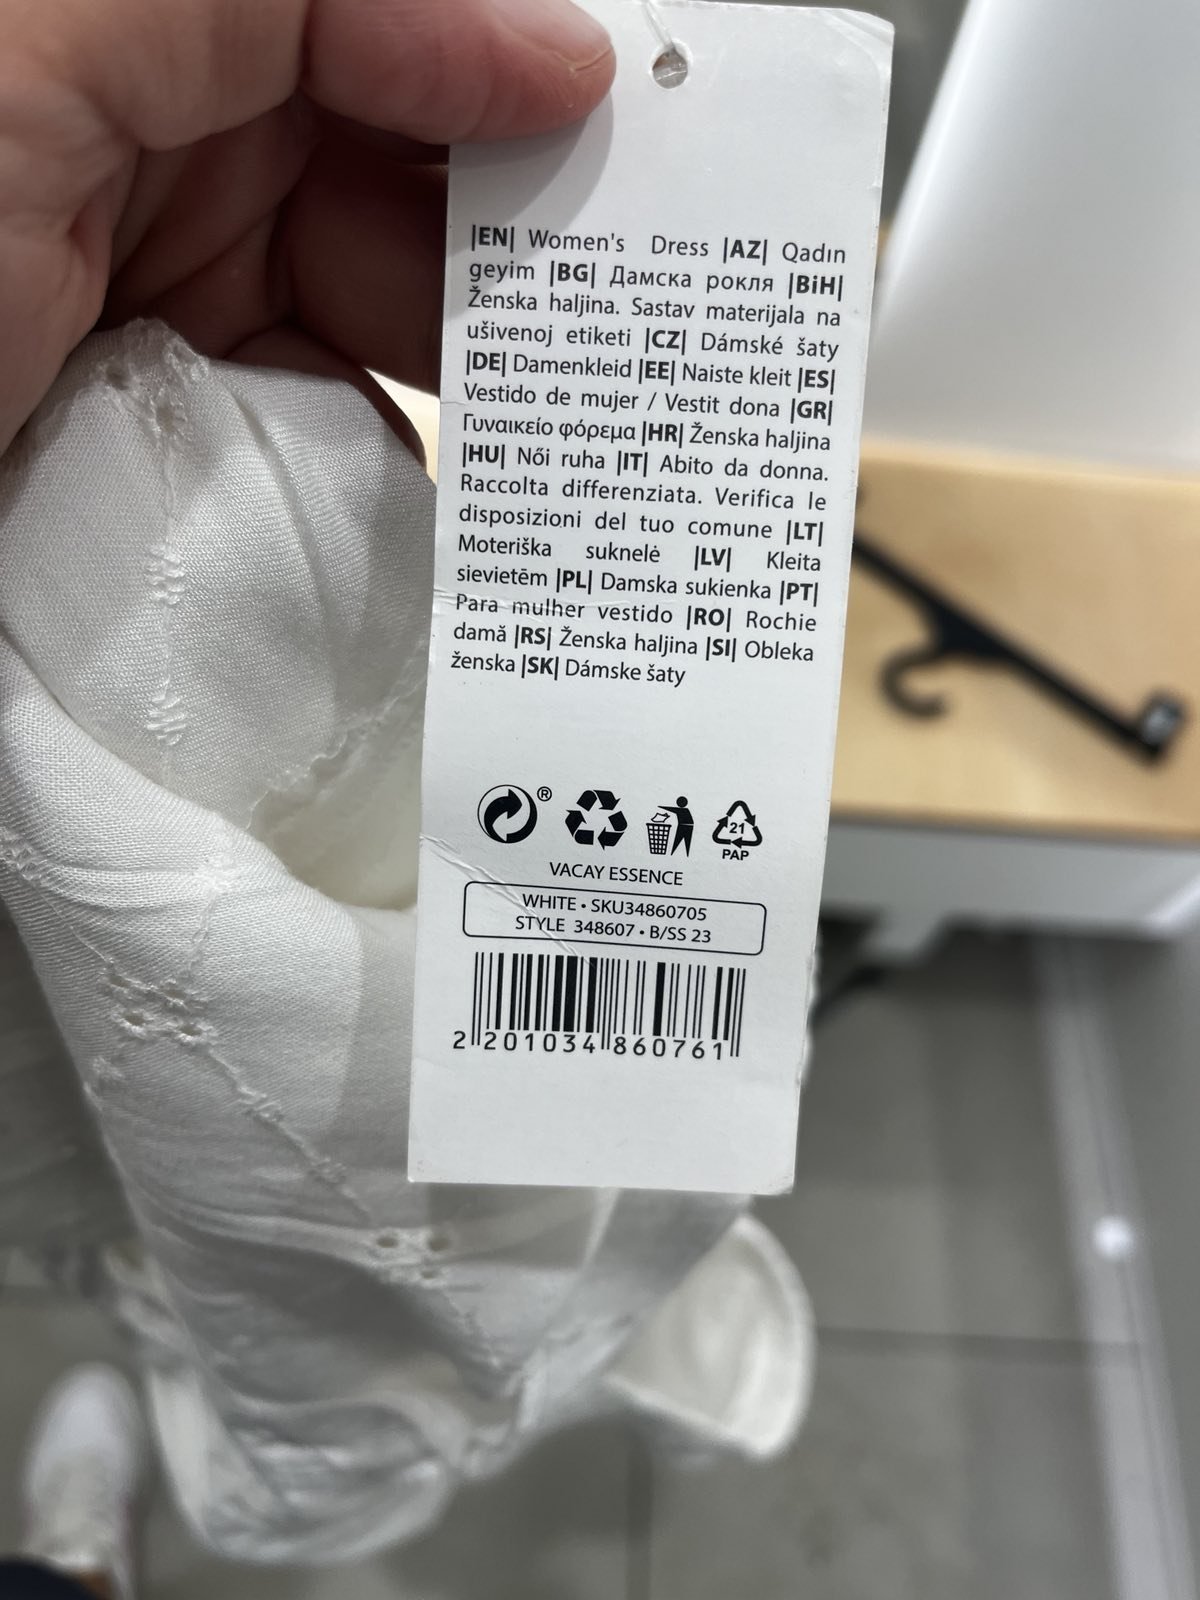 |EN| Women's Dress |AZ| Qadın
geyim |BG| Дамска рокля |BiH|
Ženska haljina. Sastav materijala na
ušivenoj etiketi |CZ| Dámské šaty
|DE| Damenkleid |EE| Naiste kleit |ES|
Vestido de mujer / Vestit dona |GR|
Γυναικείο φόρεμα |HR| Ženska haljina
|HU| Női ruha |IT| Abito da donna.
Raccolta differenziata. Verifica le
disposizioni del tuo comune |LT|
Moteriška suknelė |LV| Kleita
sievietēm |PL| Damska sukienka |PT|
Para mulher vestido |RO| Rochie
damă |RS| Ženska haljina |SI| Obleka
ženska |SK| Dámske šaty
®
21
PAP
VACAY ESSENCE
WHITE • SKU34860705
STYLE 348607 • B/SS 23
2 201034 860761